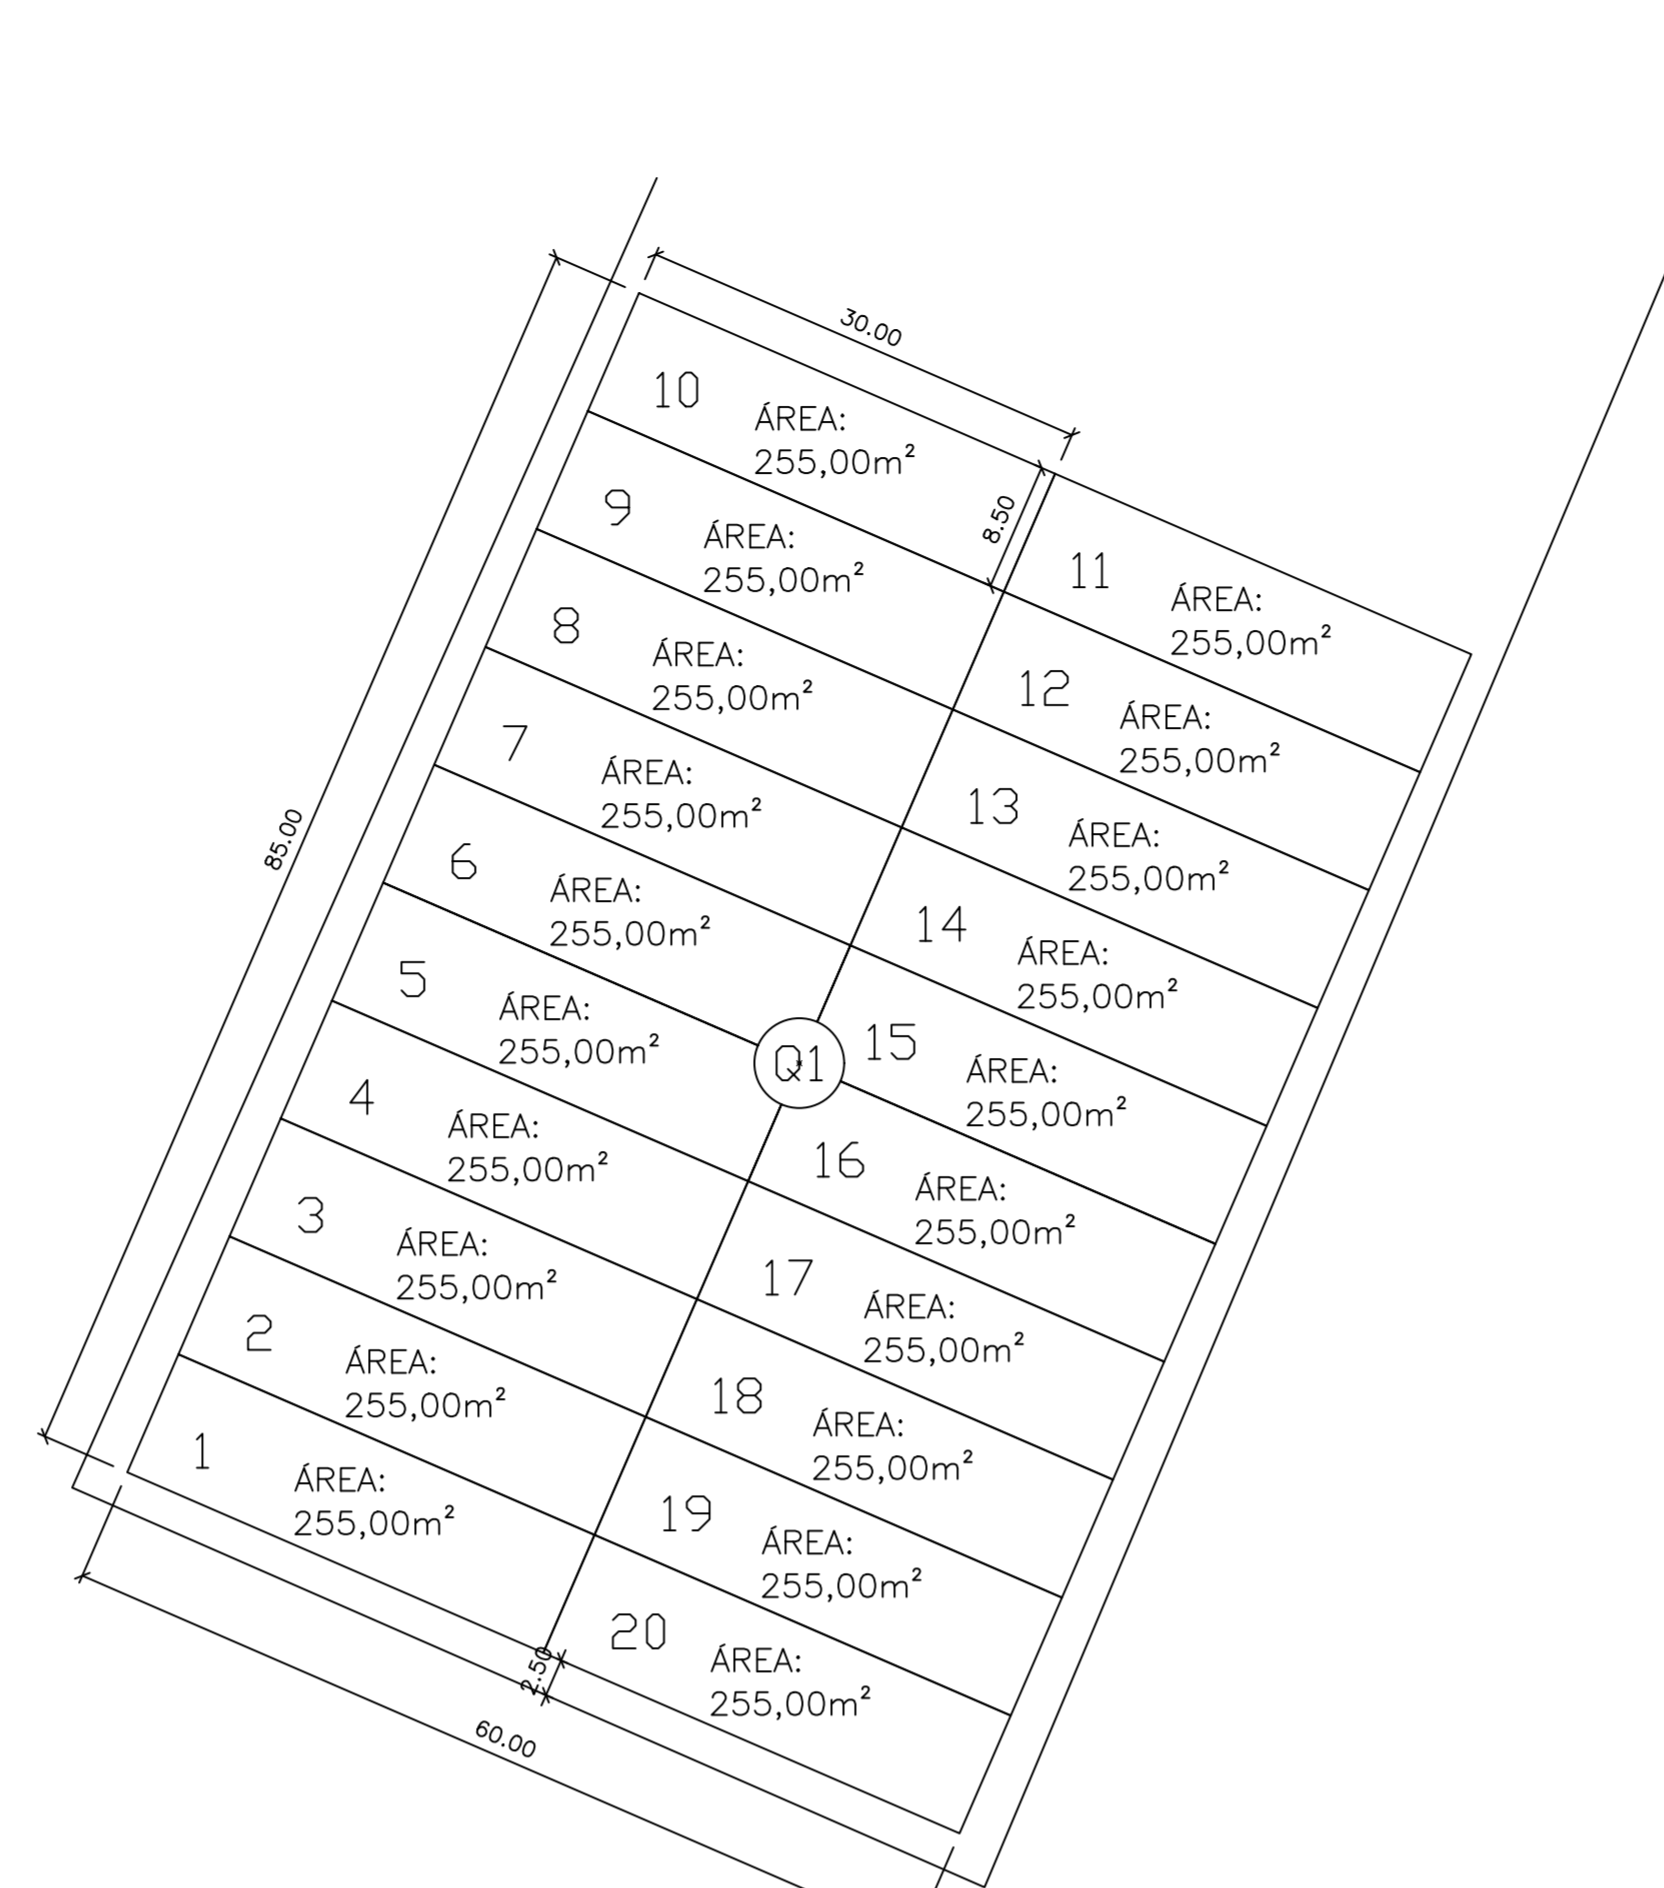 30.00
10
ÁREA:
255,00m²
8.50
9
ÁREA:
255,00m²
11
ÁREA:
255,00m²
8
ÁREA:
255,00m²
12
ÁREA:
255,00m²
7
ÁREA:
255,00m²
13
ÁREA:
255,00m²
85.00
6
ÁREA:
255,00m²
14
ÁREA:
255,00m²
5
ÁREA:
255,00m²
Q1
15
ÁREA:
255,00m²
4
ÁREA:
255,00m²
16
ÁREA:
255,00m²
3
ÁREA:
255,00m²
17
ÁREA:
255,00m²
2
ÁREA:
255,00m²
18
ÁREA:
255,00m²
1
ÁREA:
255,00m²
19
ÁREA:
255,00m²
20
ÁREA:
255,00m²
2.50
60.00